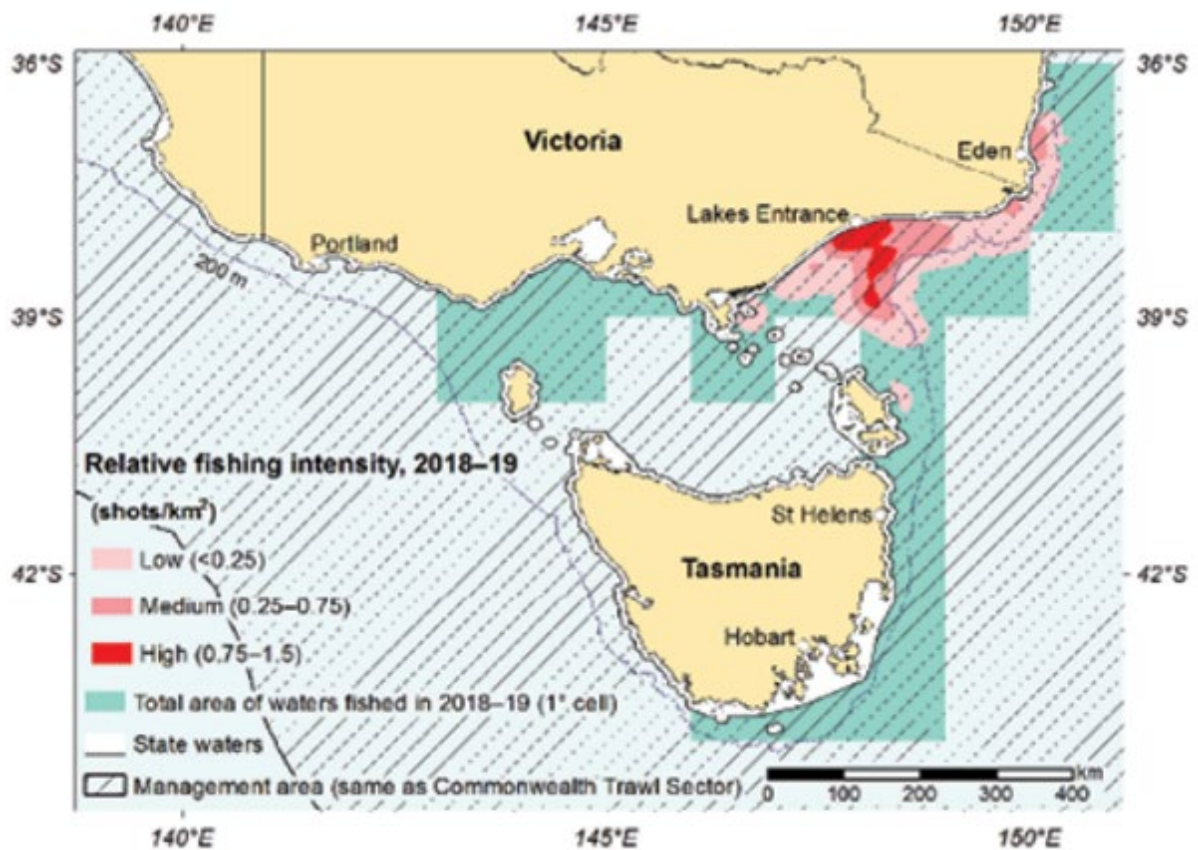 140°E 145°E 150°E
36°S 36°S
Victoria
Eden
Lakes Entrance
Portland
200 m
39°S 39°S
Relative fishing intensity, 2018–19
(shots/km²)
St Helens
Low (<0.25)
42°S 42°S
Tasmania
Medium (0.25–0.75)
Hobart
High (0.75–1.5)
Total area of waters fished in 2018–19 (1° cell)
State waters
Management area (same as Commonwealth Trawl Sector)
km
0 100 200 300 400
140°E 145°E 150°E